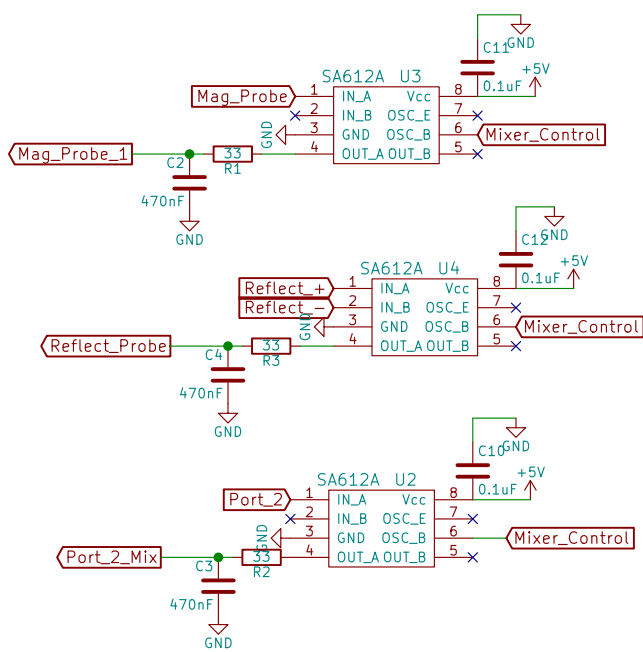 GND
C11
+5V
SA612A U3
0.1uF
Mag_Probe
1 IN_A Vcc 8
2 IN_B OSC_E 7
GND
3 GND OSC_B 6
Mixer_Control
Mag_Probe_1
33
4 OUT_A OUT_B 5
C2
R1
470nF
GND
GND
C12
+5V
SA612A U4
0.1uF
Reflect_+
1 IN_A Vcc 8
Reflect_-
2 IN_B OSC_E 7
GND
3 GND OSC_B 6
Mixer_Control
Reflect_Probe
33
4 OUT_A OUT_B 5
C4
R3
470nF
GND
GND
C10
+5V
SA612A U2
0.1uF
Port_2
1 IN_A Vcc 8
2 IN_B OSC_E 7
GND
3 GND OSC_B 6
Mixer_Control
Port_2_Mix
33
4 OUT_A OUT_B 5
C3
R2
470nF
GND